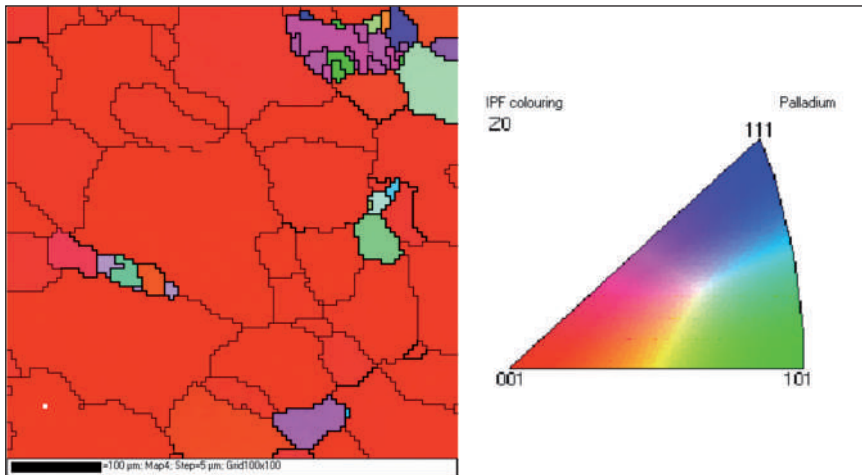 =100 µm; Map4; Step=5 µm; Grid100x100
IPF colouring
Z0
Palladium
111
001
101